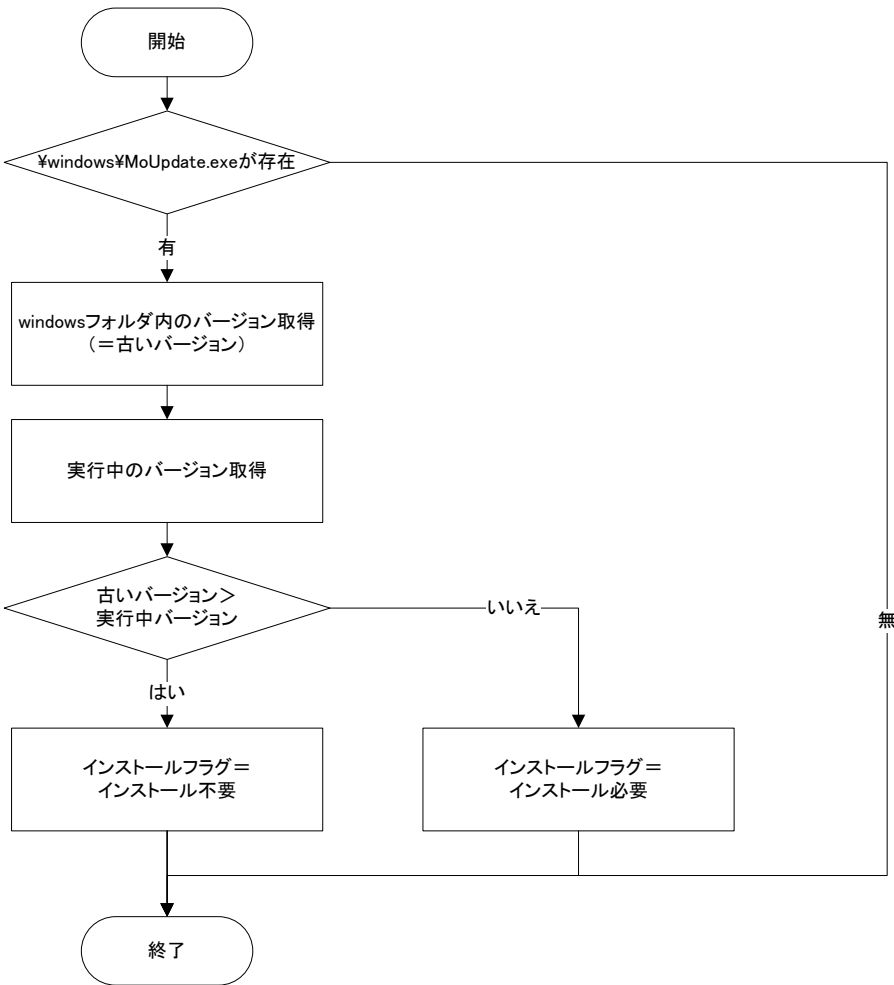 開始
¥windows¥MoUpdate.exeが存在
有
windowsフォルダ内のバージョン取得
（＝古いバージョン）
実行中のバージョン取得
古いバージョン＞
実行中バージョン
いいえ
無
はい
インストールフラグ＝
インストール不要
インストールフラグ＝
インストール必要
終了